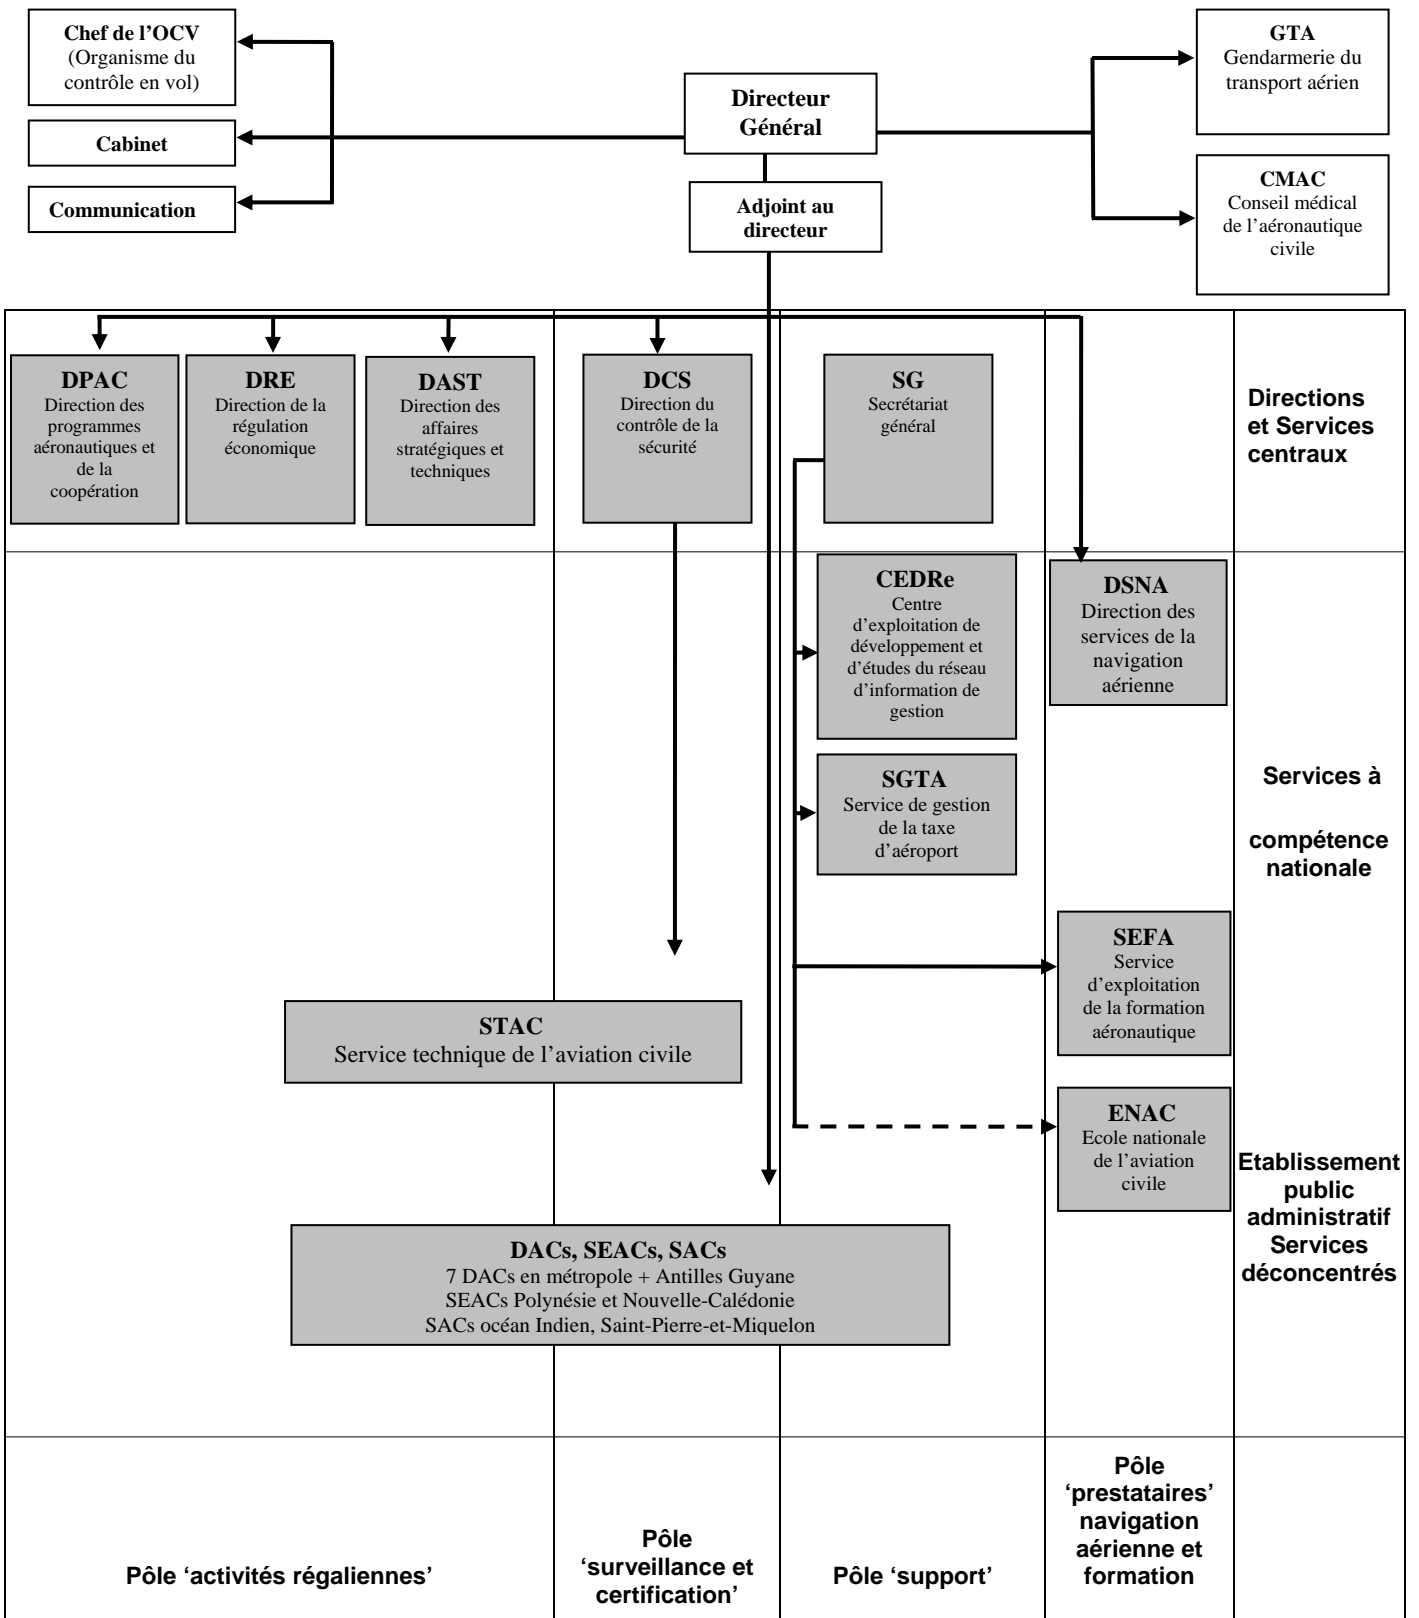 Chef de l’OCV
(Organisme du
contrôle en vol)
Cabinet
Communication
Directeur
Général
Adjoint au
directeur
GTA
Gendarmerie du
transport aérien
CMAC
Conseil médical
de l’aéronautique
civile
DPAC
Direction des
programmes
aéronautiques et
de la
coopération
DRE
Direction de la
régulation
économique
DAST
Direction des
affaires
stratégiques et
techniques
DCS
Direction du
contrôle de la
sécurité
SG
Secrétariat
général
Directions
et Services
centraux
CEDRe
Centre
d’exploitation de
développement et
d’études du réseau
d’information de
gestion
DSNA
Direction des
services de la
navigation
aérienne
SGTA
Service de gestion
de la taxe
d’aéroport
Services à
compétence
nationale
SEFA
Service
d’exploitation
de la formation
aéronautique
STAC
Service technique de l’aviation civile
ENAC
Ecole nationale
de l’aviation
civile
Etablissement
public
administratif
Services
déconcentrés
DACs, SEACs, SACs
7 DACs en métropole + Antilles Guyane
SEACs Polynésie et Nouvelle-Calédonie
SACs océan Indien, Saint-Pierre-et-Miquelon
Pôle ‘activités régaliennes’
Pôle
‘surveillance et
certification’
Pôle ‘support’
Pôle
‘prestataires’
navigation
aérienne et
formation